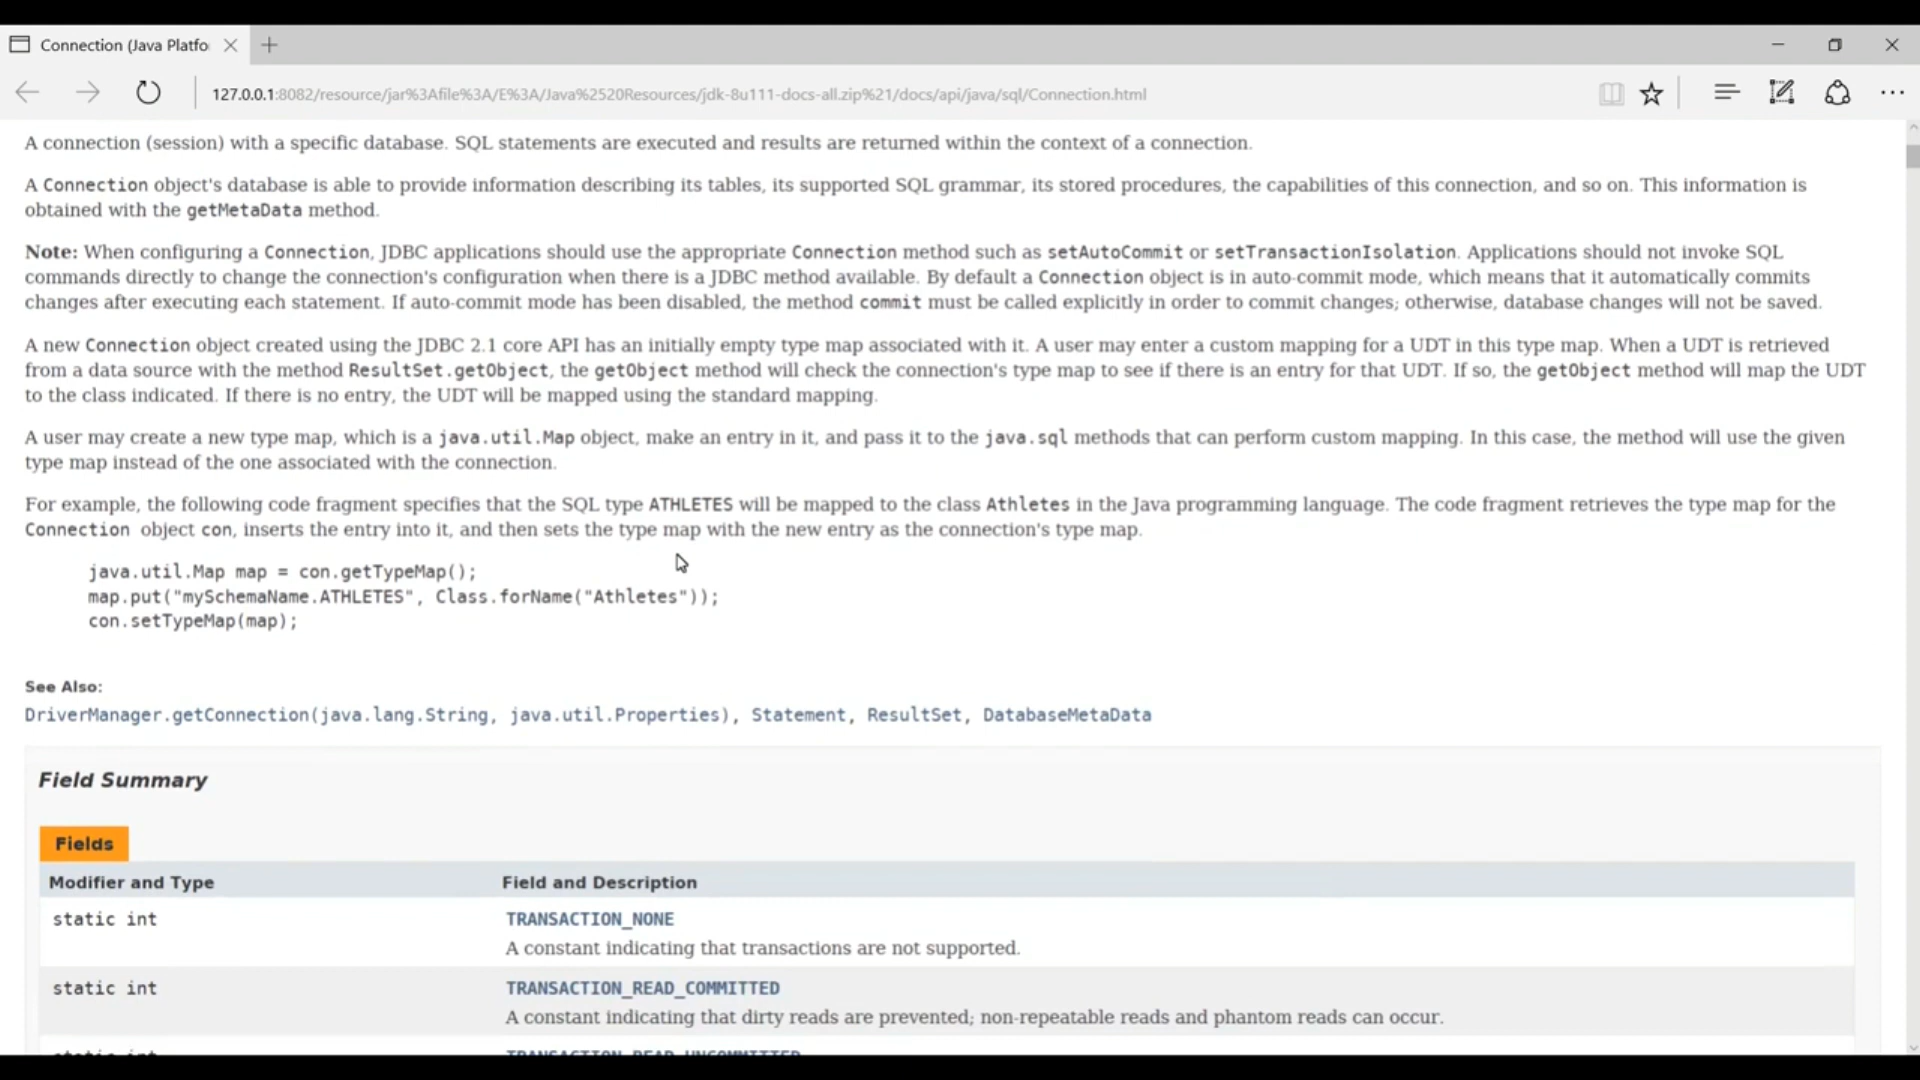 Connection (Java Platfo
127.0.0.1:8082/resource/jar%3Afile%3A/E%3A/Java%2520Resources/jdk-8u111-docs-all.zip%21/docs/api/java/sql/Connection.html
A connection (session) with a specific database. SQL statements are executed and results are returned within the context of a connection.
A Connection object's database is able to provide information describing its tables, its supported SQL grammar, its stored procedures, the capabilities of this connection, and so on. This information is
obtained with the getMetaData method.
Note: When configuring a Connection, JDBC applications should use the appropriate Connection method such as setAutoCommit or setTransactionIsolation. Applications should not invoke SQL
commands directly to change the connection's configuration when there is a JDBC method available. By default a Connection object is in auto-commit mode, which means that it automatically commits
changes after executing each statement. If auto-commit mode has been disabled, the method commit must be called explicitly in order to commit changes; otherwise, database changes will not be saved.
A new Connection object created using the JDBC 2.1 core API has an initially empty type map associated with it. A user may enter a custom mapping for a UDT in this type map. When a UDT is retrieved
from a data source with the method ResultSet.getObject, the getObject method will check the connection's type map to see if there is an entry for that UDT. If so, the getObject method will map the UDT
to the class indicated. If there is no entry, the UDT will be mapped using the standard mapping.
A user may create a new type map, which is a java.util.Map object, make an entry in it, and pass it to the java.sql methods that can perform custom mapping. In this case, the method will use the given
type map instead of the one associated with the connection.
For example, the following code fragment specifies that the SQL type ATHLETES will be mapped to the class Athletes in the Java programming language. The code fragment retrieves the type map for the
Connection object con, inserts the entry into it, and then sets the type map with the new entry as the connection's type map.
java.util.Map map = con.getTypeMap();
map.put("mySchemaName.ATHLETES", Class.forName("Athletes"));
con.setTypeMap(map);
See Also:
DriverManager.getConnection(java.lang.String, java.util.Properties), Statement, ResultSet, DatabaseMetaData
Field Summary
Fields
Modifier and Type Field and Description
static int TRANSACTION_NONE
A constant indicating that transactions are not supported.
static int TRANSACTION_READ_COMMITTED
A constant indicating that dirty reads are prevented; non-repeatable reads and phantom reads can occur.
static int TRANSACTION_READ_UNCOMMITTED